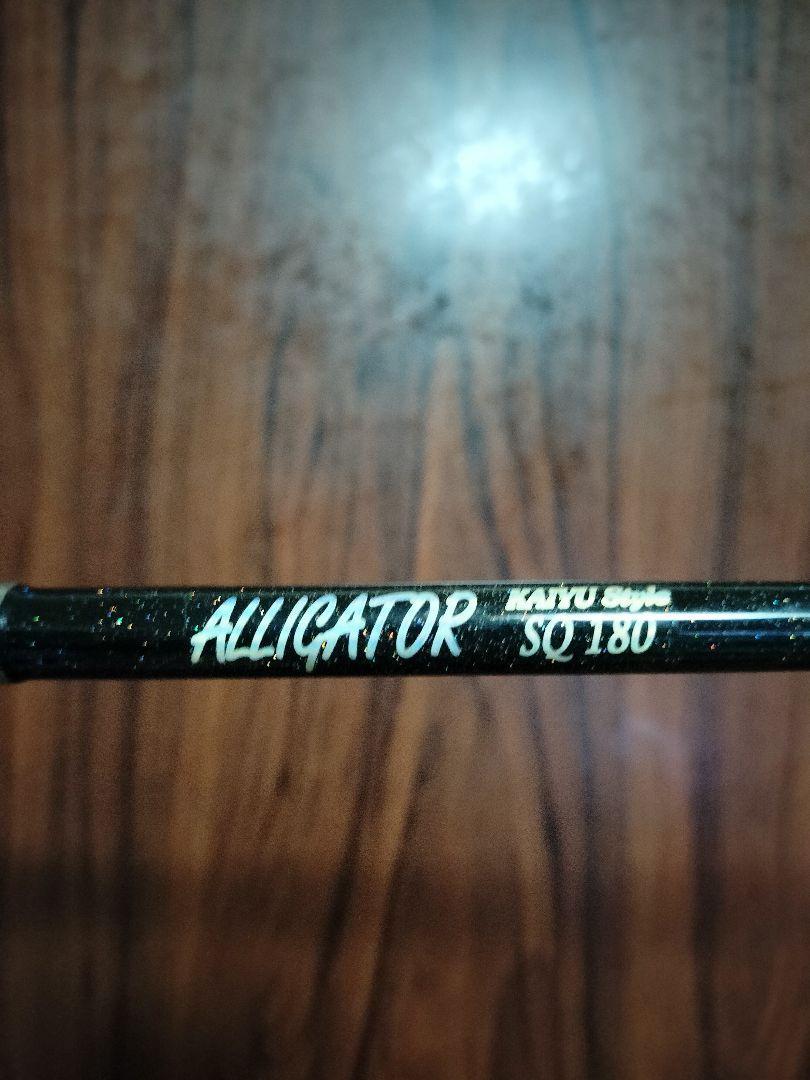 ALLIGATOR
KAIYU Style
SQ 180